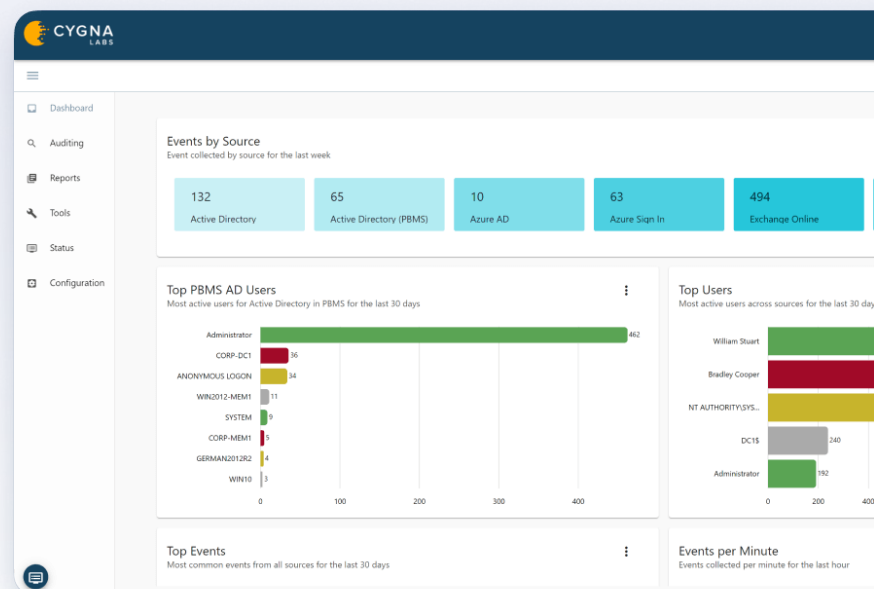 CYGNA
LABS
Dashboard
Auditing
Reports
Tools
Status
Configuration
Events by Source
Event collected by source for the last week
132
Active Directory
65
Active Directory (PBMS)
10
Azure AD
63
Azure Sign In
494
Exchange Online
Top PBMS AD Users
Most active users for Active Directory in PBMS for the last 30 days
Administrator 462
CORP-DC1 36
ANONYMOUS LOGON 34
WIN2012-MEM1 11
SYSTEM 9
CORP-MEM1 5
GERMAN2012R2 4
WIN10 3
0 100 200 300 400
Top Users
Most active users across sources for the last 30 day
William Stuart
Bradley Cooper
NT AUTHORITY\SYS...
DC1$ 240
Administrator 192
0 200 400
Top Events
Most common events from all sources for the last 30 days
Events per Minute
Events collected per minute for the last hour